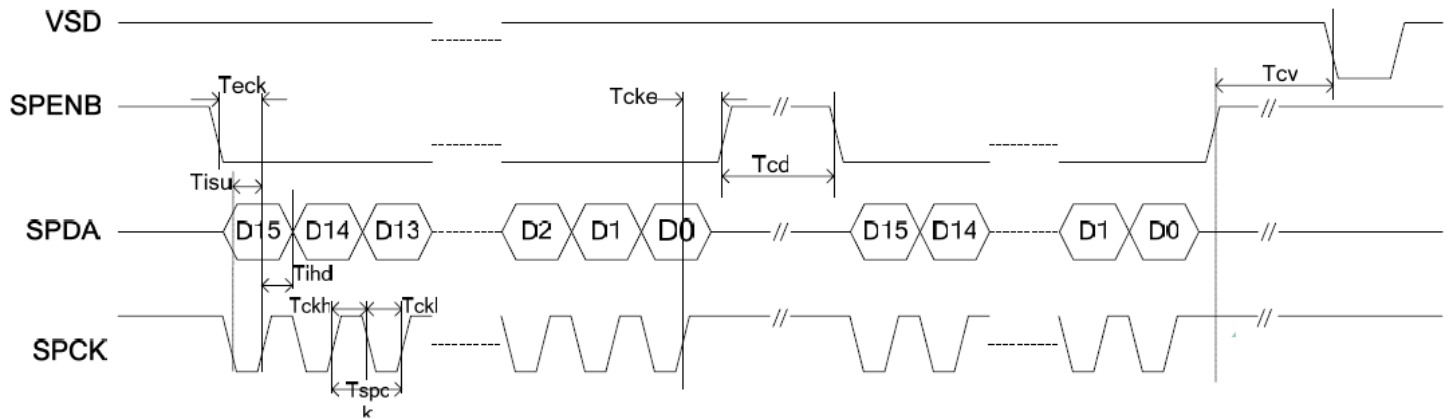 VSD
Teck
Tcke
Tcv
SPENB
//
//
Tcd
Tisu
SPDA
D15
D14
D13
D2
D1
D0
//
D15
D14
D1
D0
//
Tihd
Tckh
Tckl
SPCK
//
//
Tspc
k